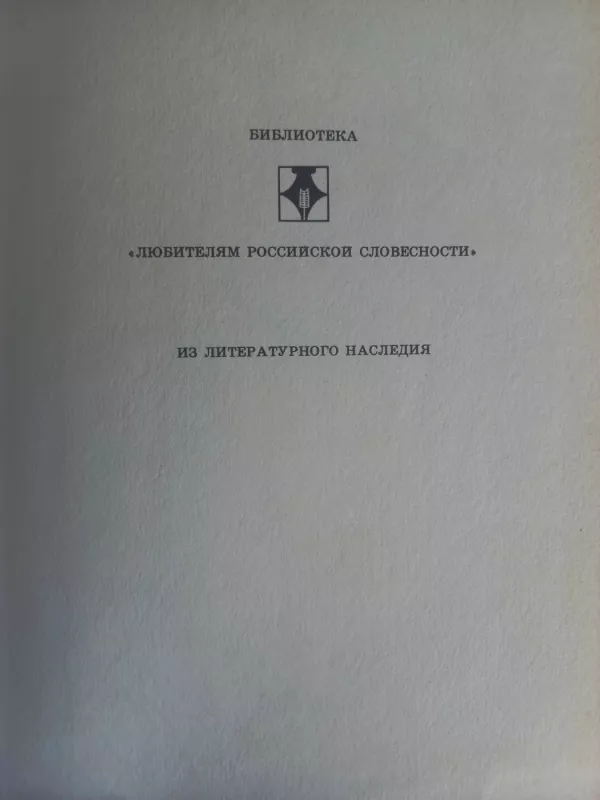 БИБЛИОТЕКА
«ЛЮБИТЕЛЯМ РОССИЙСКОЙ СЛОВЕСНОСТИ»
ИЗ ЛИТЕРАТУРНОГО НАСЛЕДИЯ